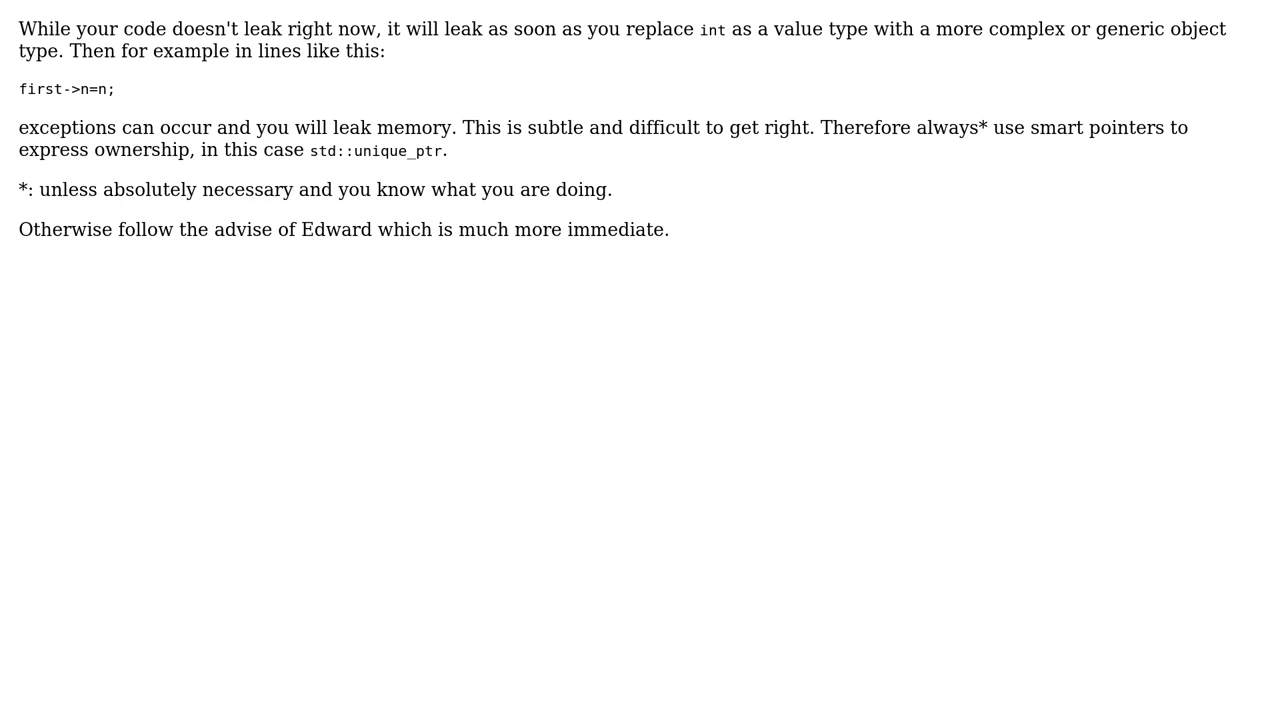 While your code doesn't leak right now, it will leak as soon as you replace int as a value type with a more complex or generic object
type. Then for example in lines like this:
first->n=n;
exceptions can occur and you will leak memory. This is subtle and difficult to get right. Therefore always* use smart pointers to
express ownership, in this case std::unique_ptr.
*: unless absolutely necessary and you know what you are doing.
Otherwise follow the advise of Edward which is much more immediate.